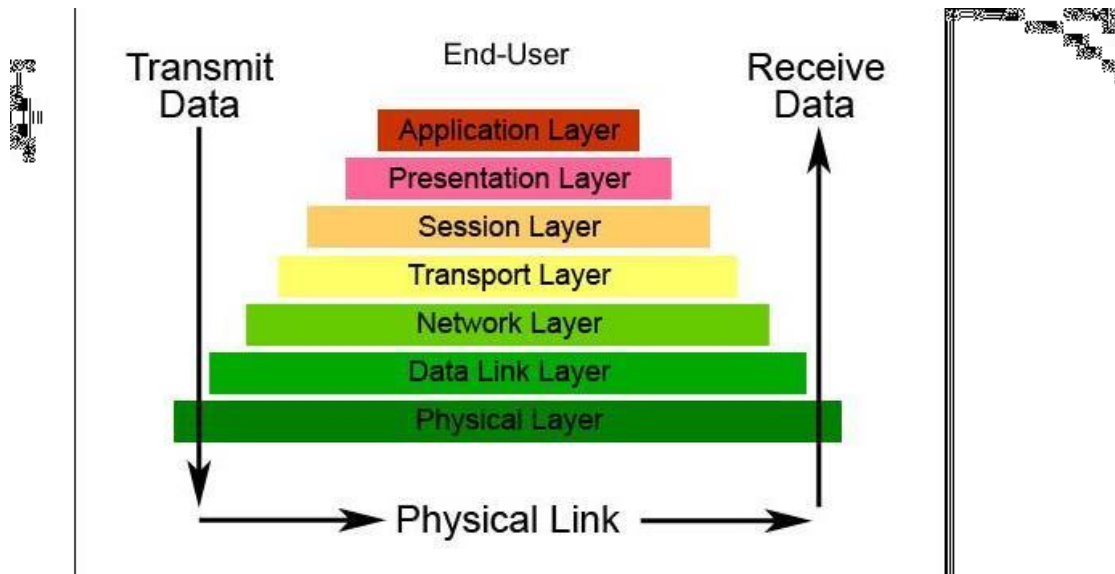 End-User
Transmit
Data
Receive
Data
Application Layer
Presentation Layer
Session Layer
Transport Layer
Network Layer
Data Link Layer
Physical Layer
Physical Link